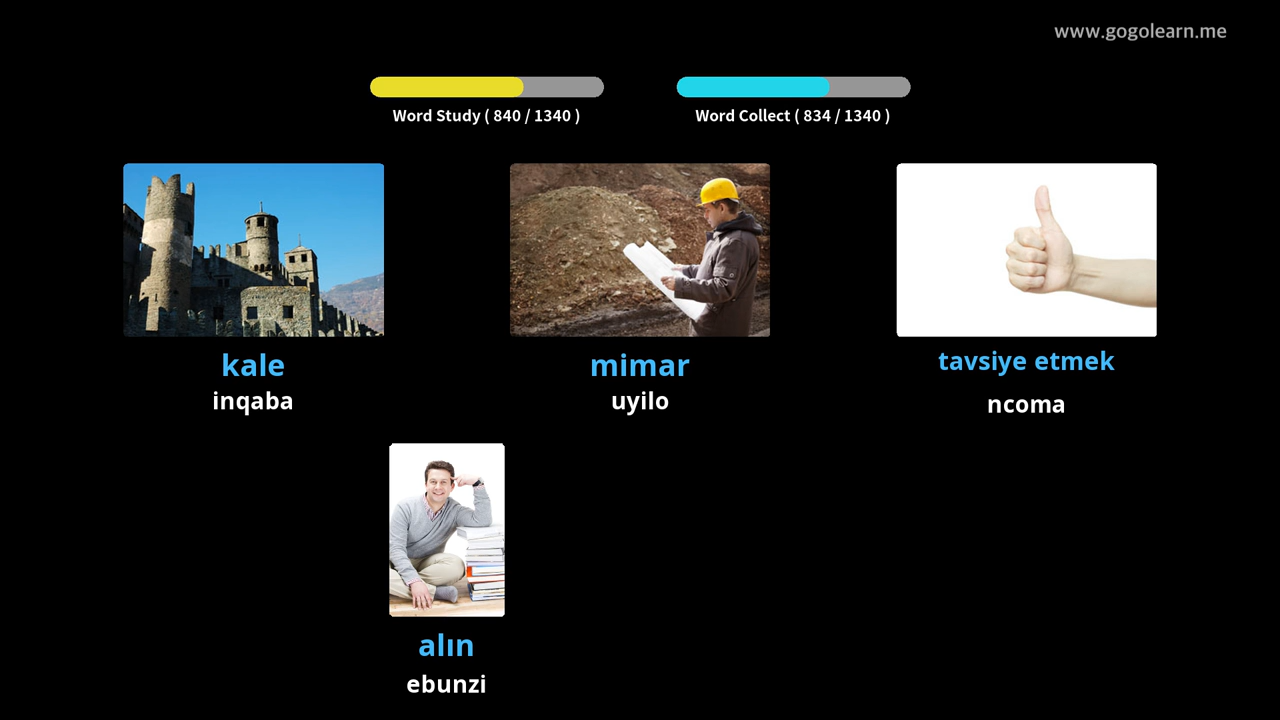 www.gogolearn.me
Word Study ( 840 / 1340 )
Word Collect ( 834 / 1340 )
kale
inqaba
mimar
uyilo
tavsiye etmek
ncoma
alın
ebunzi